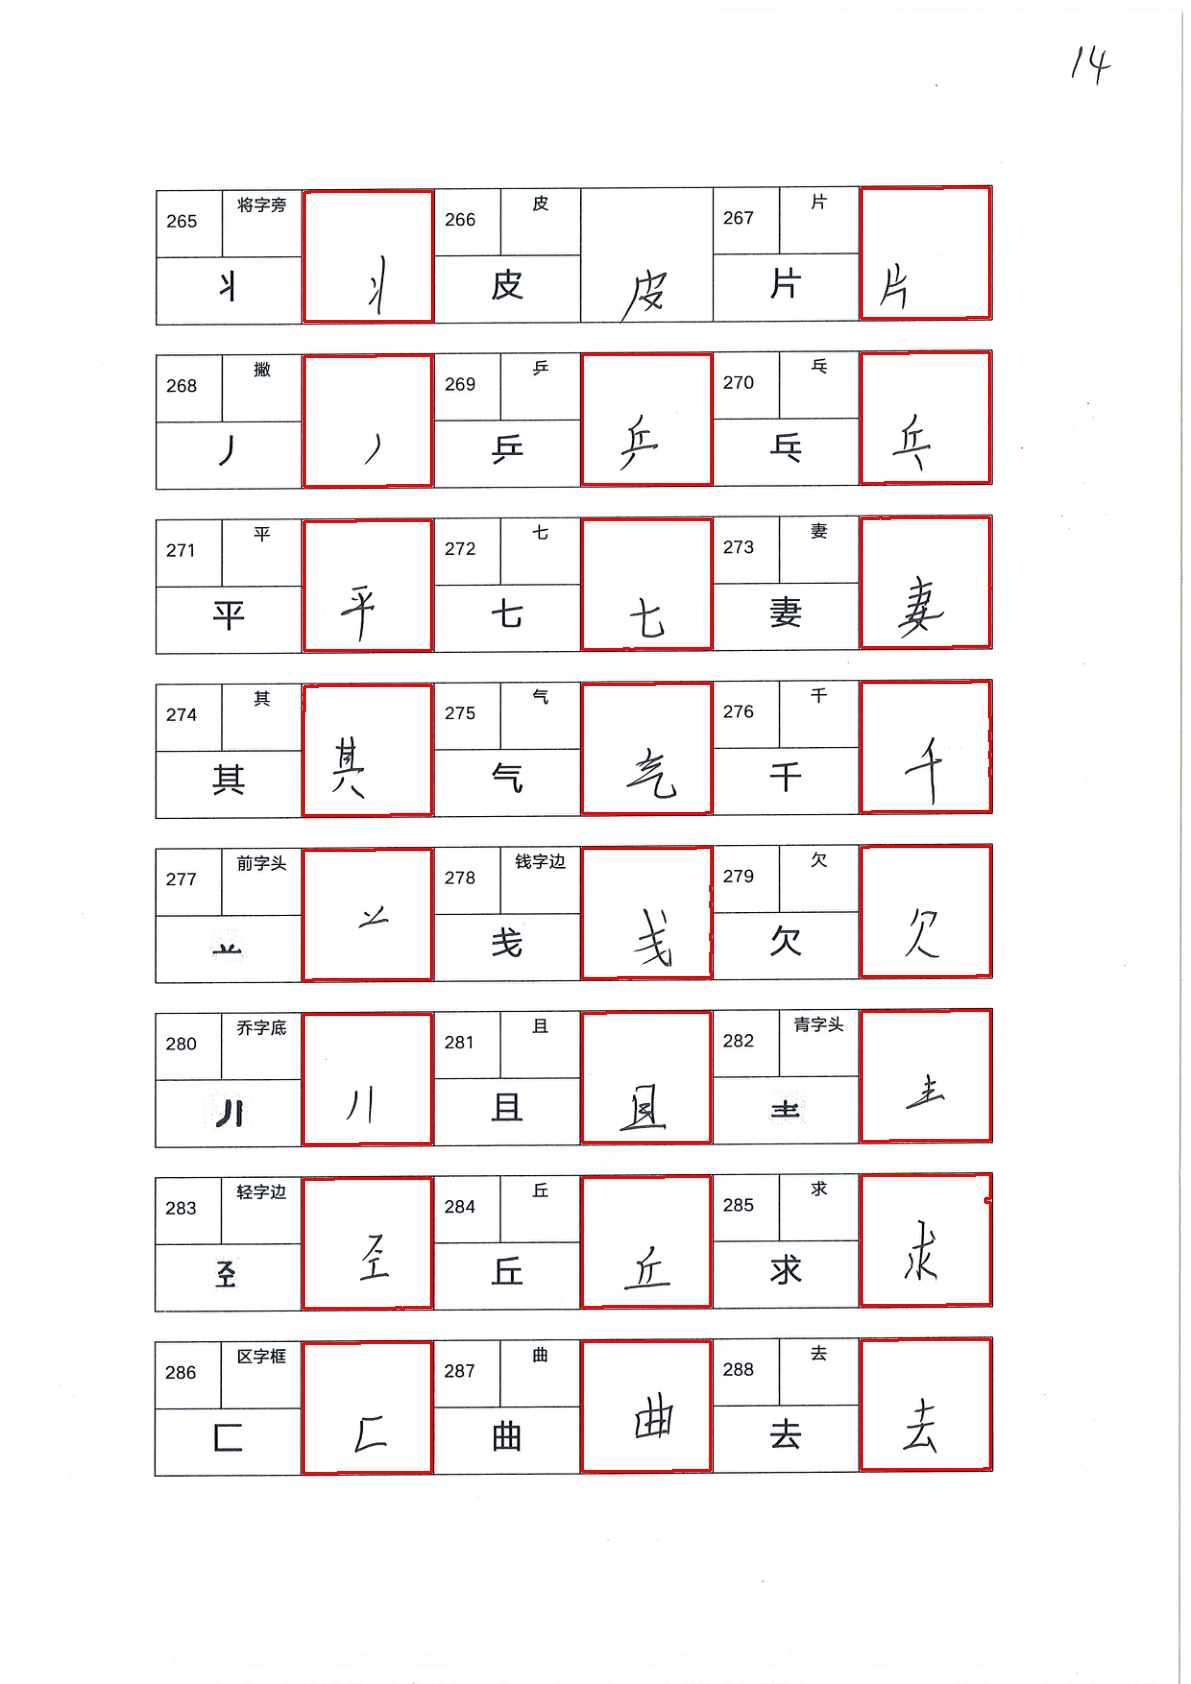 14
265 将字旁 丬 丬 266 皮 皮 皮 267 片 片 片
268 撇 丿 丿 269 乒 乒 乒 270 乓 乓 乓
271 平 平 平 272 七 七 七 273 妻 妻 妻
274 其 其 其 275 气 气 气 276 千 千 千
277 前字头 䒑 䒑 278 钱字边 戋 戋 279 欠 欠 欠
280 乔字底 丿丨 丿丨 281 且 且 且 282 青字头 龶 龶
283 轻字边 𢀖 𢀖 284 丘 丘 丘 285 求 求 求
286 区字框 匚 匚 287 曲 曲 曲 288 去 去 去